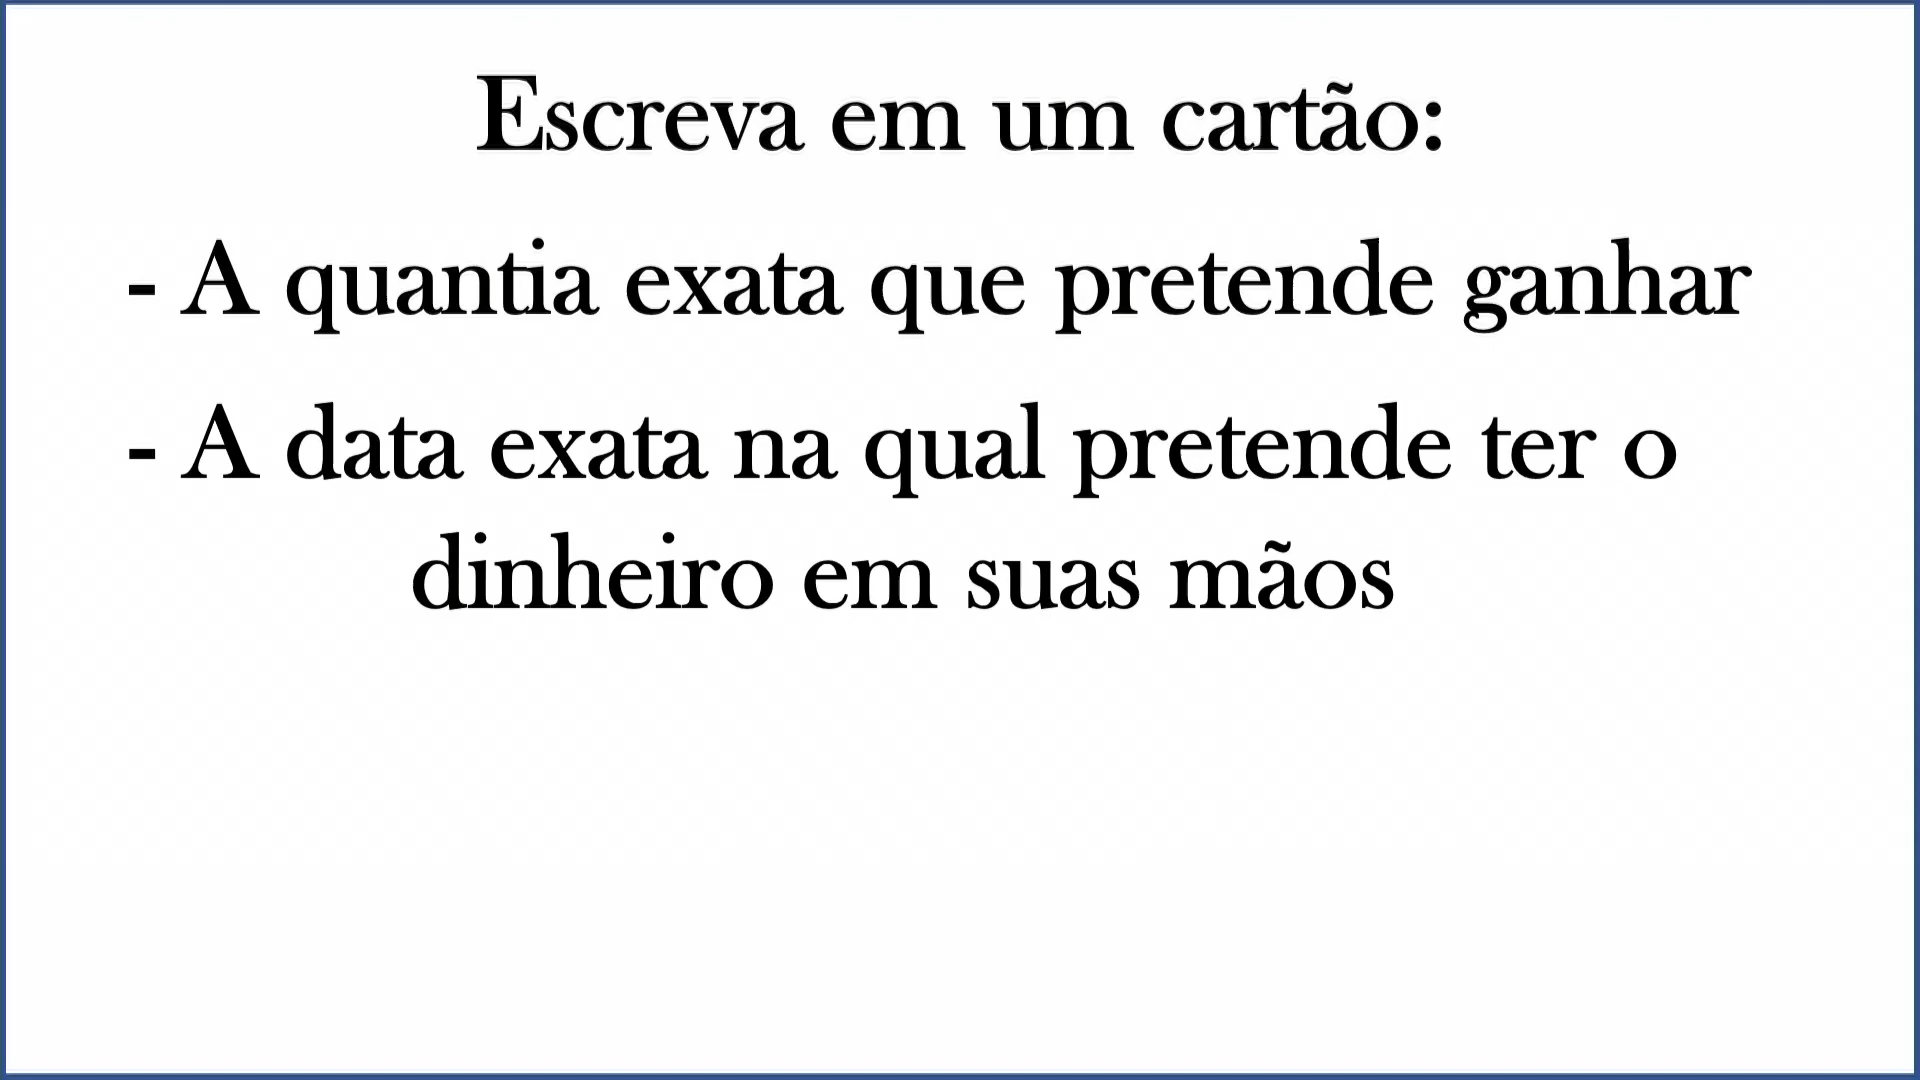 Escreva em um cartão:
- A quantia exata que pretende ganhar
- A data exata na qual pretende ter o
dinheiro em suas mãos